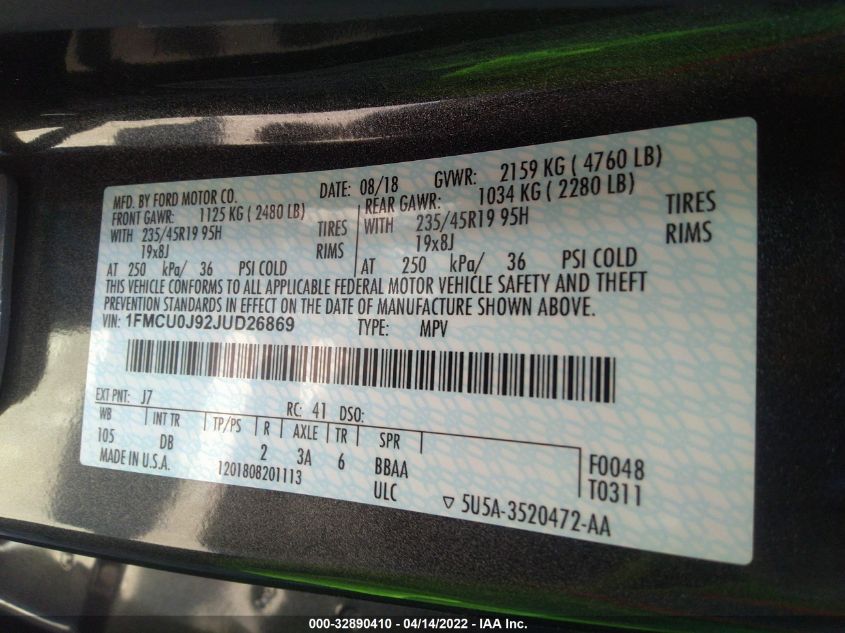 MFD. BY FORD MOTOR CO. DATE: 08/18 GVWR: 2159 KG ( 4760 LB)
FRONT GAWR: 1125 KG ( 2480 LB) REAR GAWR: 1034 KG ( 2280 LB)
WITH 235/45R19 95H WITH 235/45R19 95H TIRES
19x8J 19x8J RIMS
AT 250 kPa/ 36 PSI COLD AT 250 kPa/ 36 PSI COLD
THIS VEHICLE CONFORMS TO ALL APPLICABLE FEDERAL MOTOR VEHICLE SAFETY AND THEFT
PREVENTION STANDARDS IN EFFECT ON THE DATE OF MANUFACTURE SHOWN ABOVE.
VIN: 1FMCU0J92JUD26869 TYPE: MPV
EXT PNT: J7 RC: 41 DSO:
WB INT TR TP/PS R AXLE TR SPR
105 DB 2 3A 6 BBAA F0048
MADE IN U.S.A. 1201808201113 ULC T0311
5U5A-3520472-AA
000-32890410 - 04/14/2022 - IAA Inc.